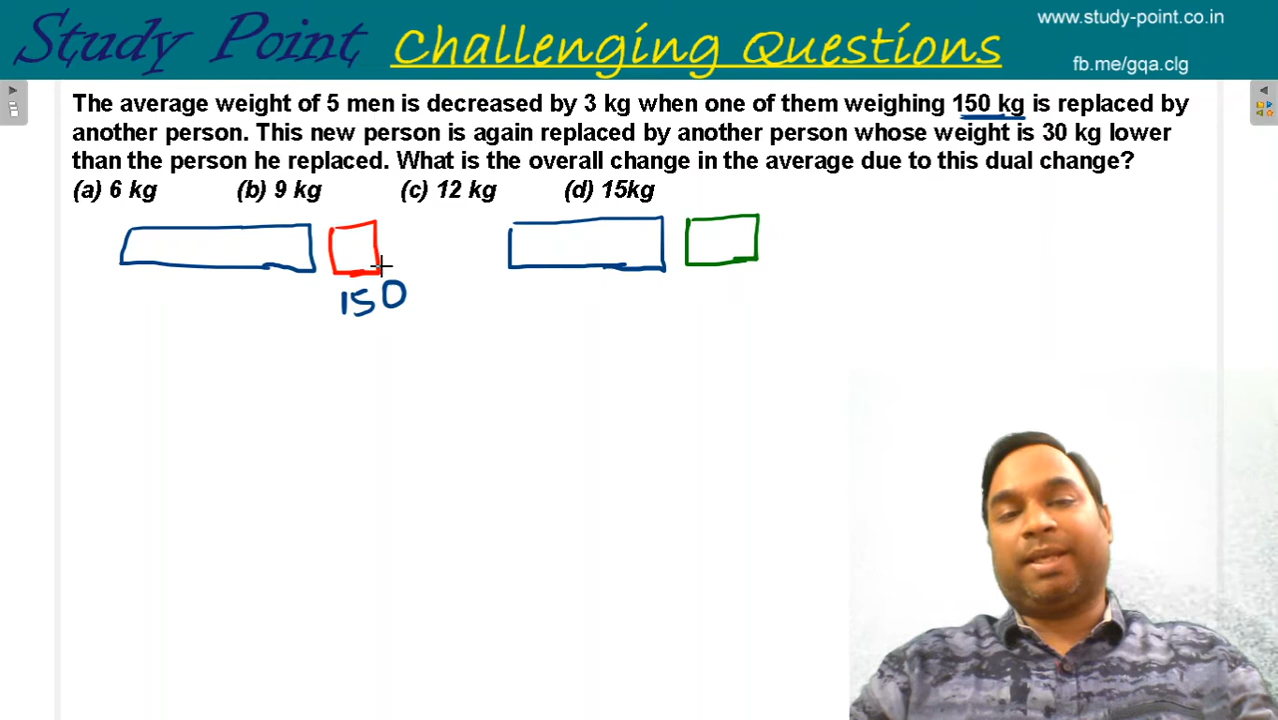 Study Point Challenging Questions
www.study-point.co.in
fb.me/gqa.clg
The average weight of 5 men is decreased by 3 kg when one of them weighing 150 kg is replaced by
another person. This new person is again replaced by another person whose weight is 30 kg lower
than the person he replaced. What is the overall change in the average due to this dual change?
(a) 6 kg (b) 9 kg (c) 12 kg (d) 15kg
150